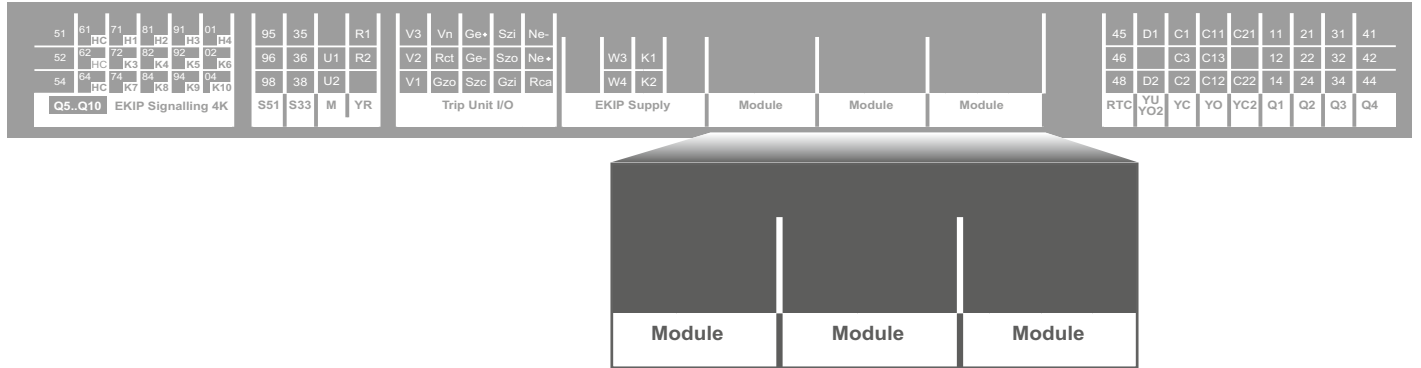 51 61 HC 71 H1 81 H2 91 H3 01 H4 95 35 R1 V3 Vn Ge+ Szi Ne- 45 D1 C1 C11 C21 11 21 31 41
52 62 HC 72 K3 82 K4 92 K5 02 K6 96 36 U1 R2 V2 Rct Ge- Szo Ne+ W3 K1 46 C3 C13 12 22 32 42
54 64 HC 74 K7 84 K8 94 K9 04 K10 98 38 U2 V1 Gzo Szc Gzi Rca W4 K2 48 D2 C2 C12 C22 14 24 34 44
Q5..Q10 EKIP Signalling 4K S51 S33 M YR Trip Unit I/O EKIP Supply Module Module Module RTC YU YO2 YC YO YC2 Q1 Q2 Q3 Q4
Module Module Module